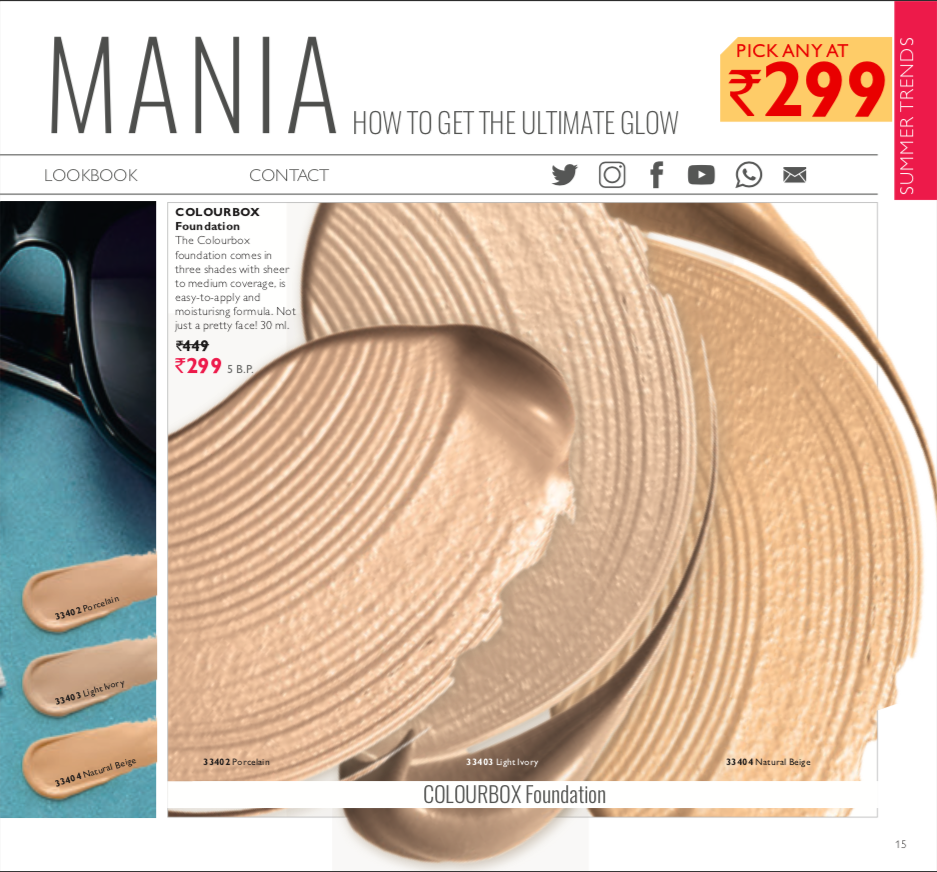 MANIA
HOW TO GET THE ULTIMATE GLOW
PICK ANY AT
₹299
SUMMER TRENDS
LOOKBOOK
CONTACT
COLOURBOX
Foundation
The Colourbox
foundation comes in
three shades with sheer
to medium coverage, is
easy-to-apply and
moisturisng formula. Not
just a pretty face! 30 ml.
₹449
₹299 5 B.P.
33402 Porcelain
33403 Light Ivory
33404 Natural Beige
33402 Porcelain
33403 Light Ivory
33404 Natural Beige
COLOURBOX Foundation
15